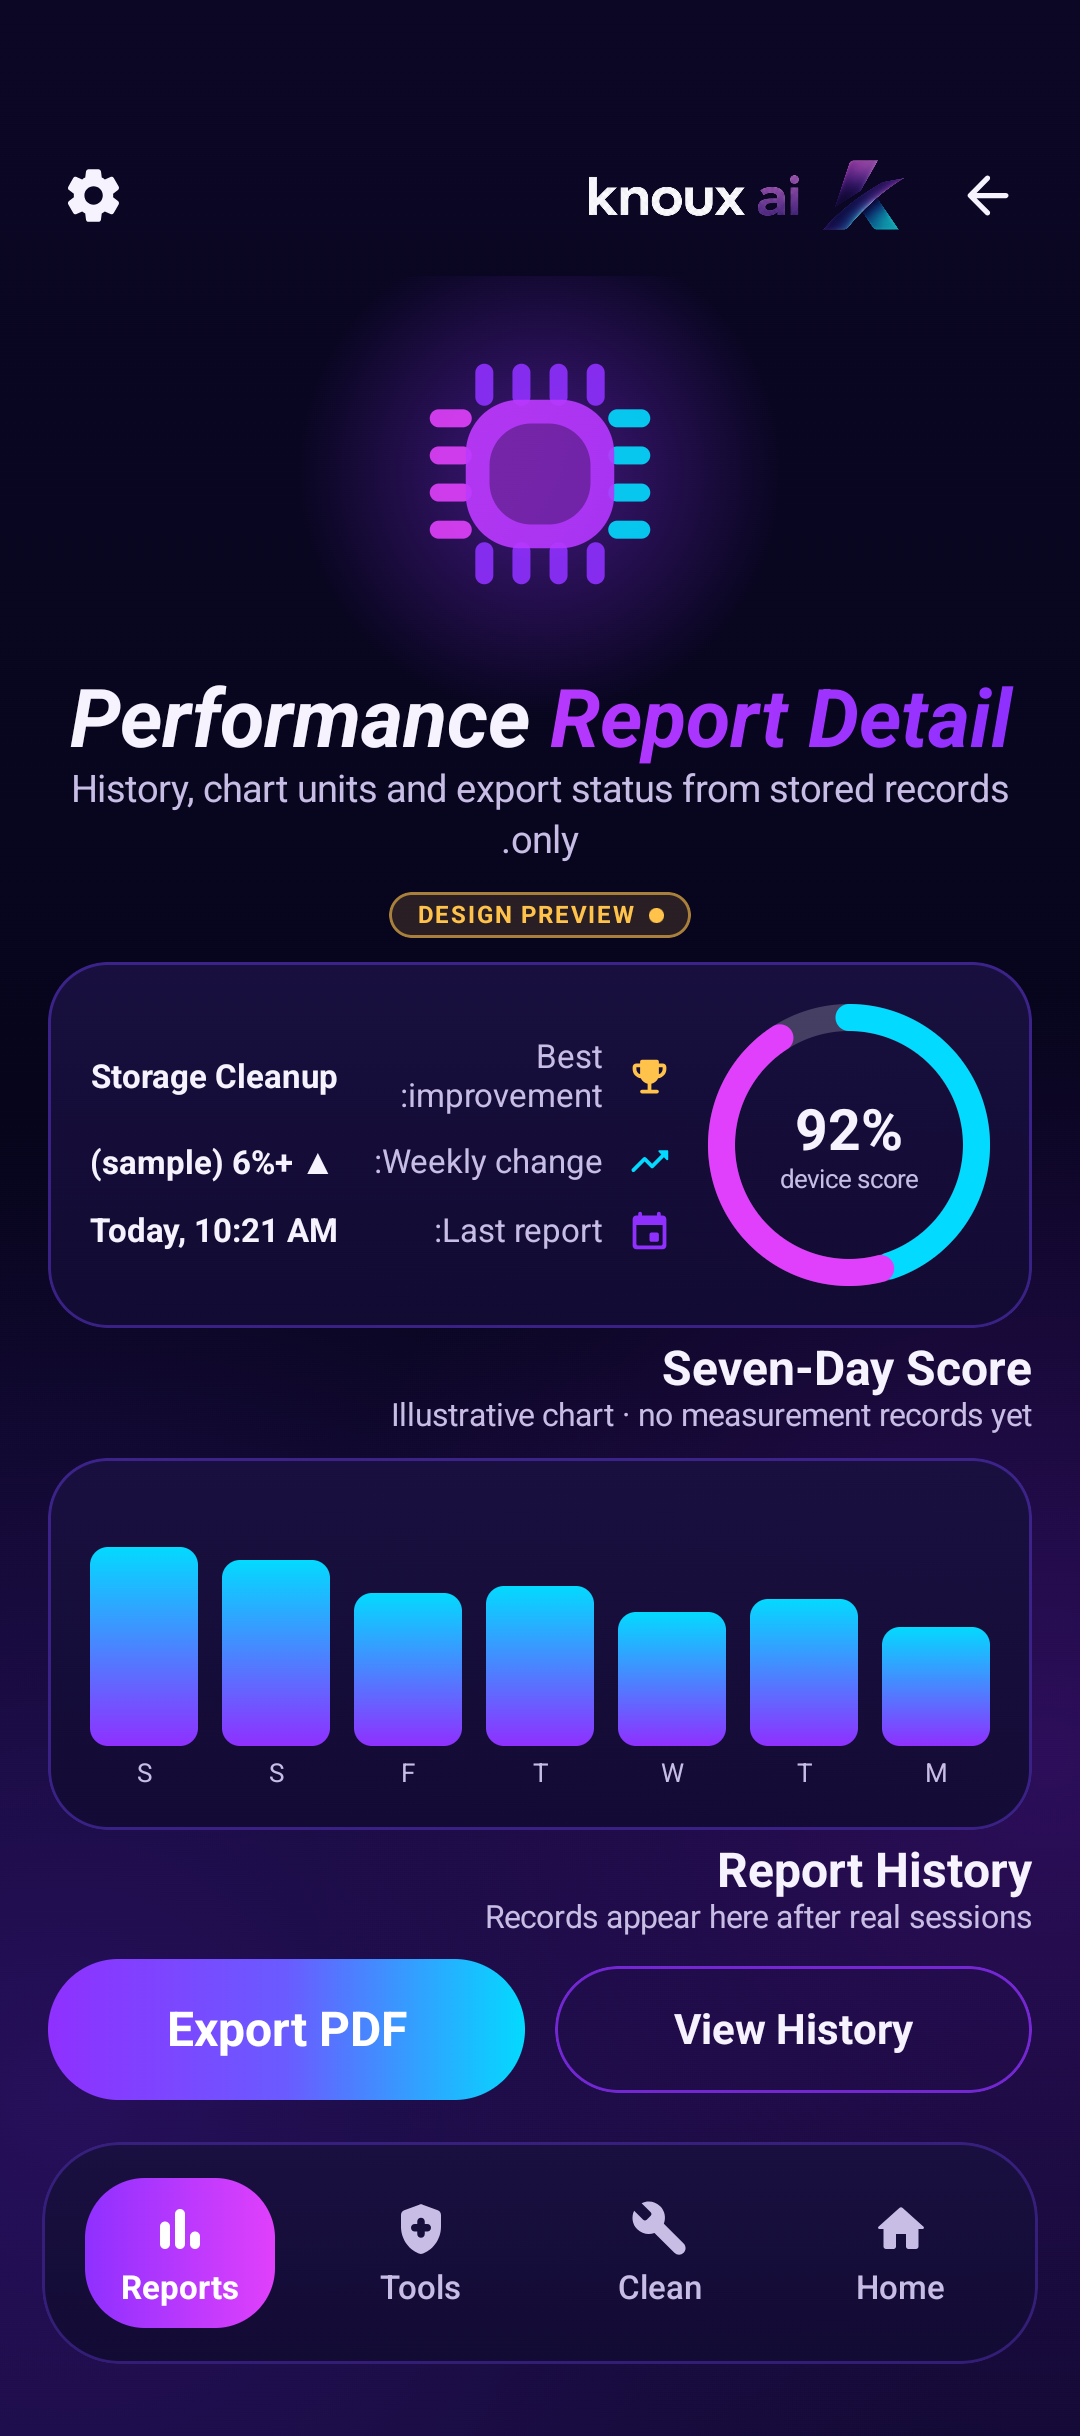 knoux ai
Performance Report Detail
History, chart units and export status from stored records
.only
DESIGN PREVIEW
92%
device score
Best
:improvement
Storage Cleanup
:Weekly change
(sample) 6%+ ▲
:Last report
Today, 10:21 AM
Seven-Day Score
Illustrative chart · no measurement records yet
S S F T W T M
Report History
Records appear here after real sessions
Export PDF
View History
Reports
Tools
Clean
Home